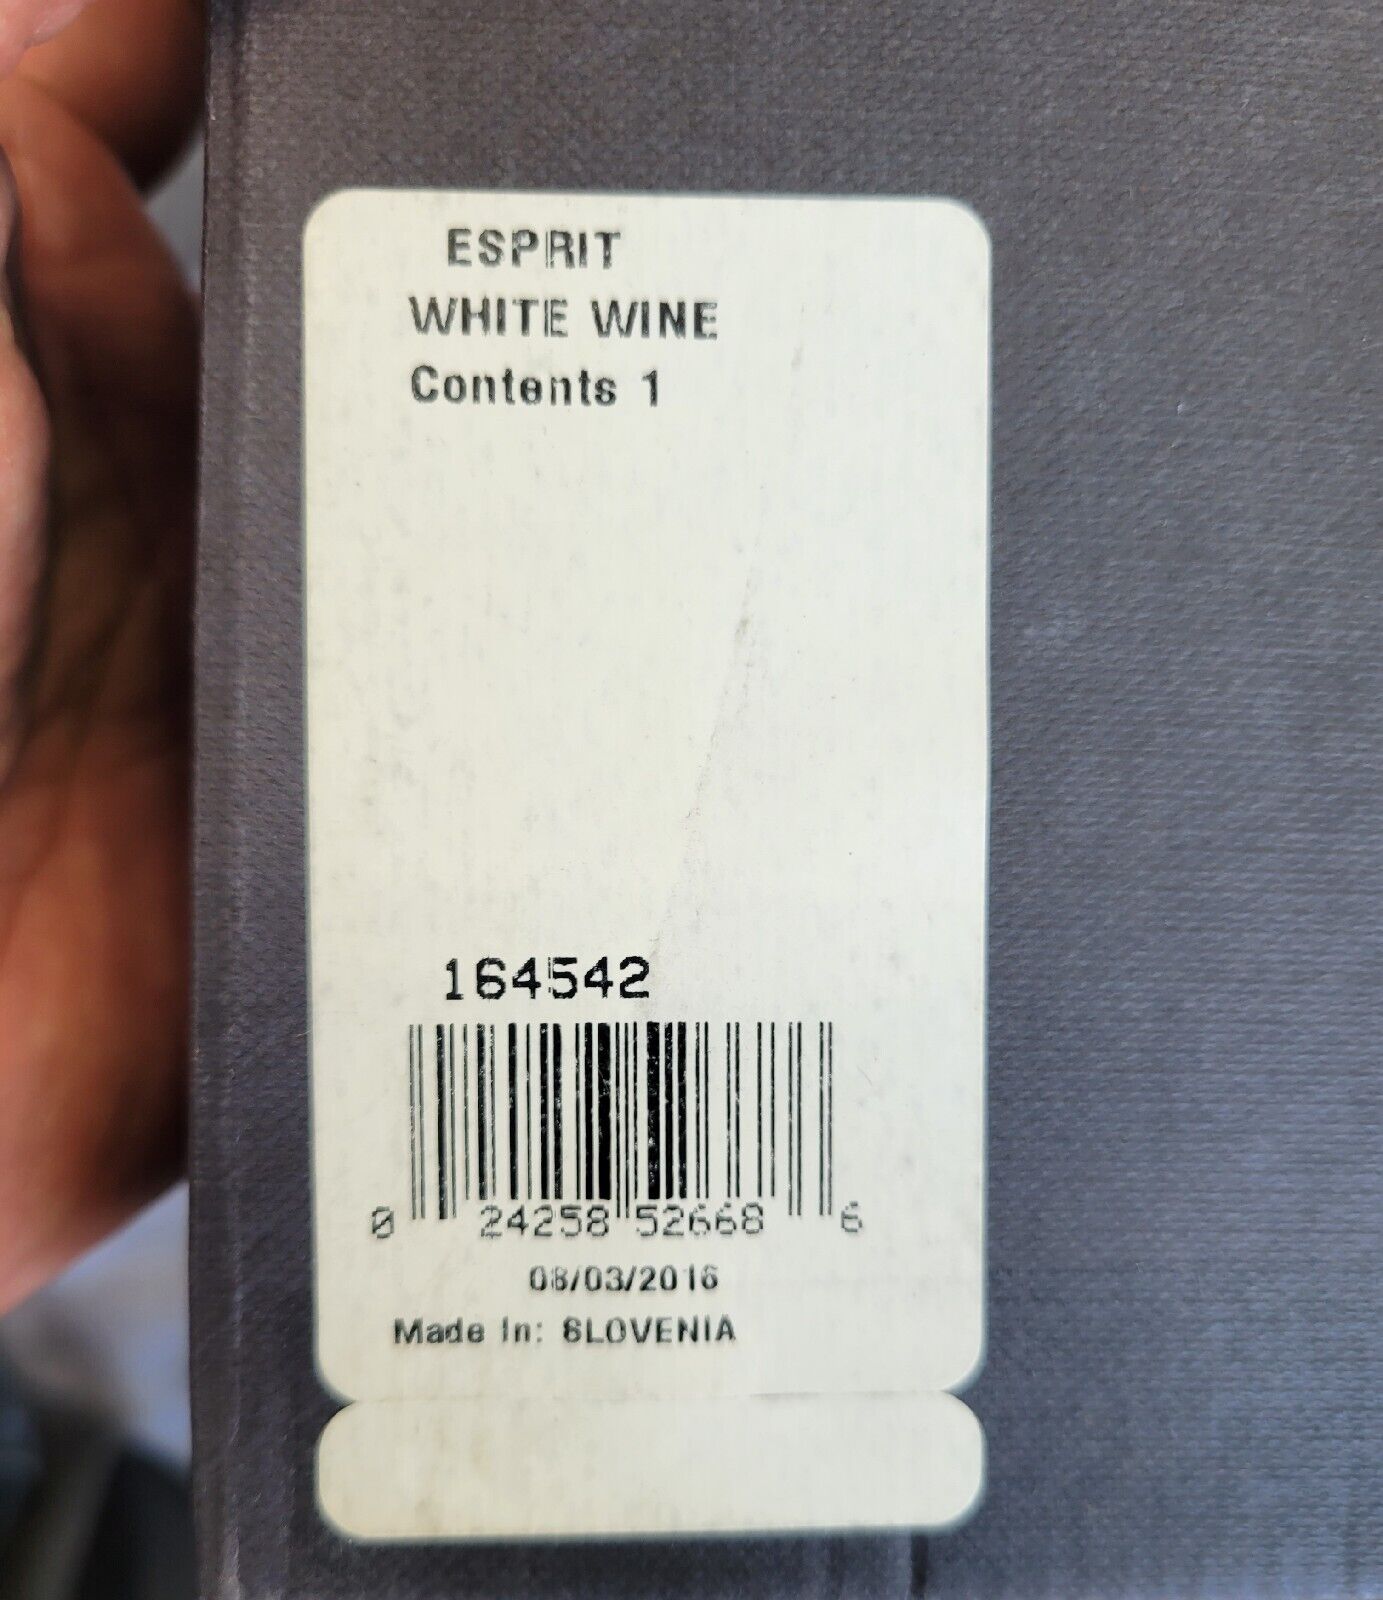 ESPRIT
WHITE WINE
Contents 1
164542
0 24258 52668 6
08/03/2016
Made In: SLOVENIA